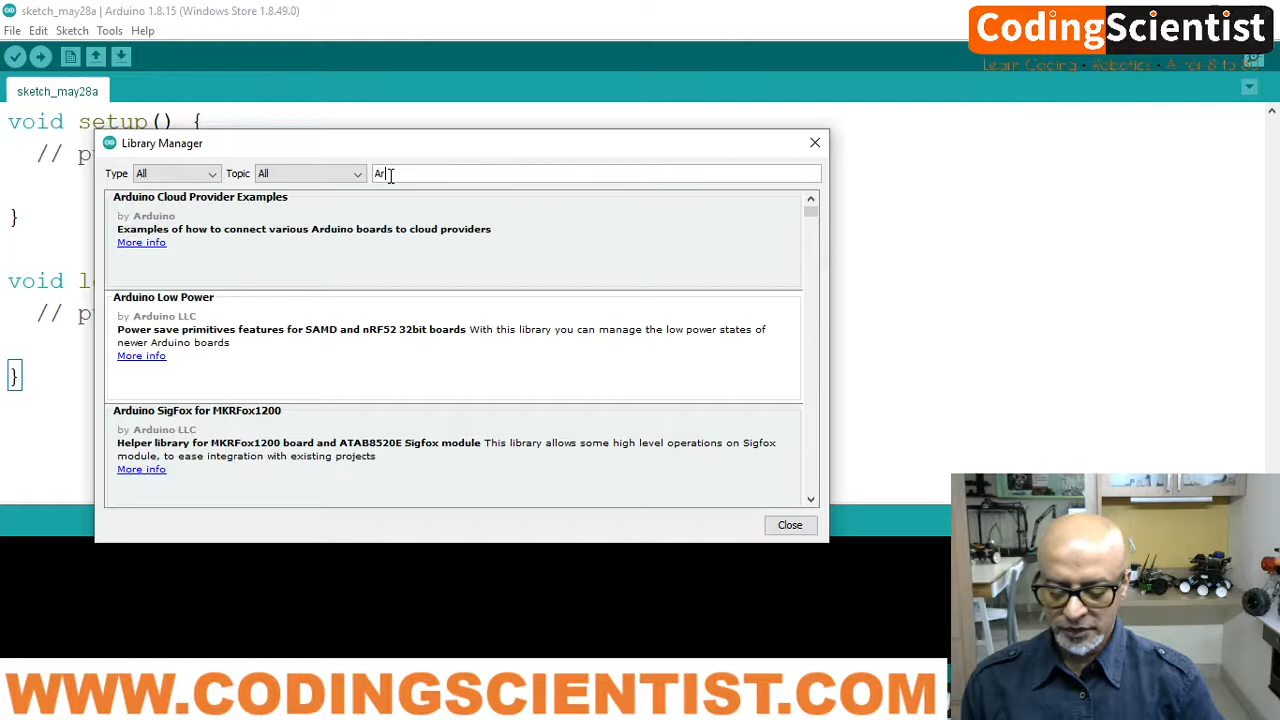 sketch_may28a | Arduino 1.8.15 (Windows Store 1.8.49.0)
File Edit Sketch Tools Help
CodingScientist
Learn Coding
sketch_may28a
void setup() {
// p
}
void l
// p
}
Library Manager
Type All Topic All Ar
Arduino Cloud Provider Examples
by Arduino
Examples of how to connect various Arduino boards to cloud providers
More info
Arduino Low Power
by Arduino LLC
Power save primitives features for SAMD and nRF52 32bit boards With this library you can manage the low power states of
newer Arduino boards
More info
Arduino SigFox for MKRFox1200
by Arduino LLC
Helper library for MKRFox1200 board and ATAB8520E Sigfox module This library allows some high level operations on Sigfox
module, to ease integration with existing projects
More info
Close
WWW.CODINGSCIENTIST.COM